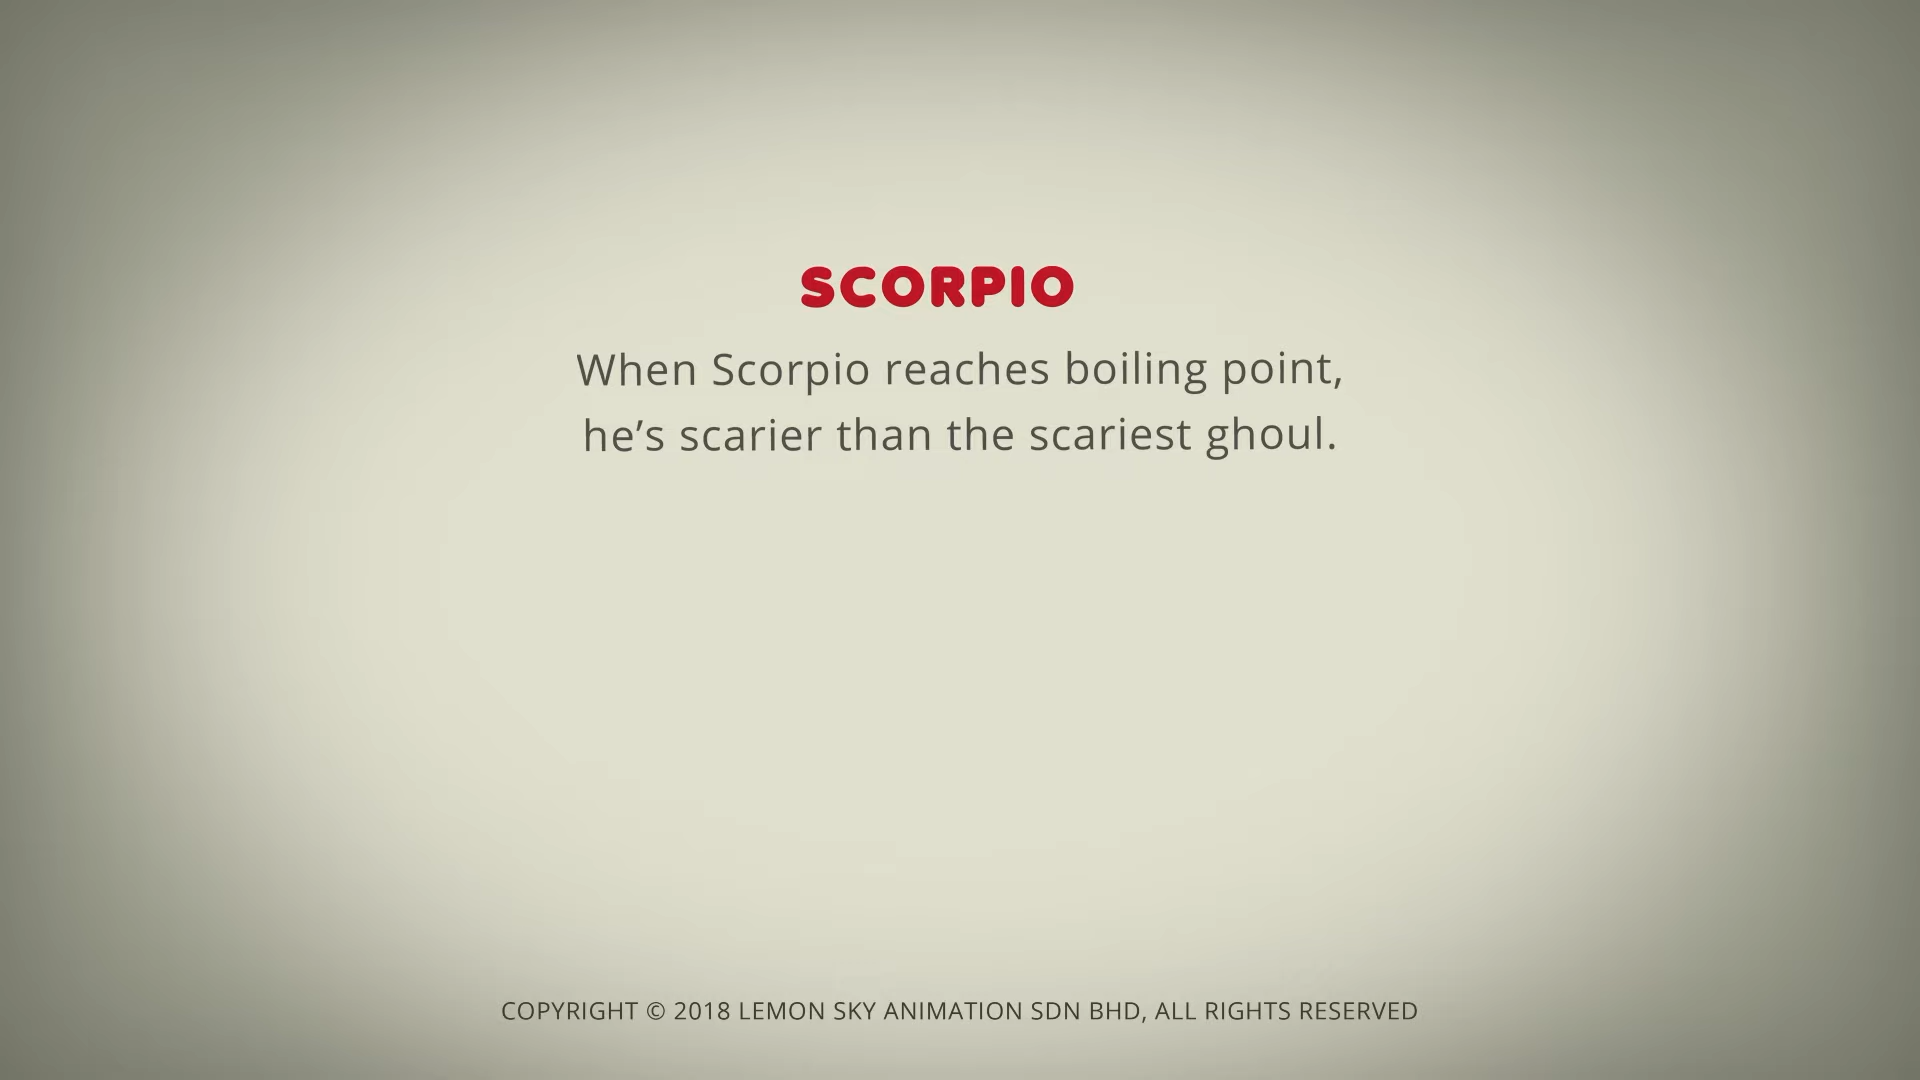 SCORPIO
When Scorpio reaches boiling point,
he’s scarier than the scariest ghoul.
COPYRIGHT © 2018 LEMON SKY ANIMATION SDN BHD, ALL RIGHTS RESERVED